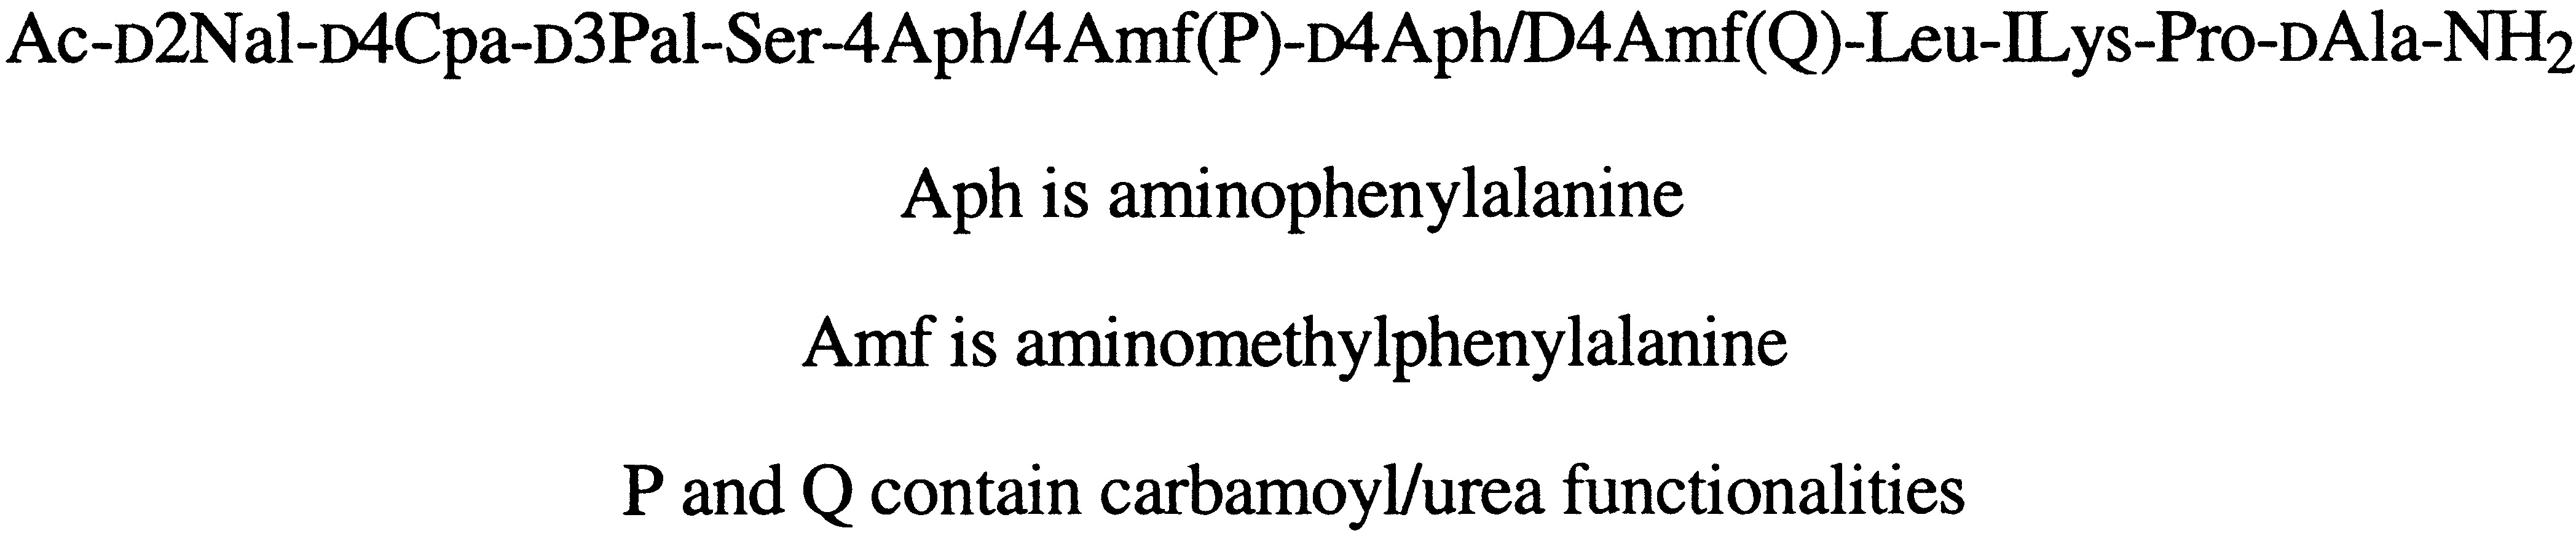 Ac-D2Nal-D4Cpa-D3Pal-Ser-4Aph/4Amf(P)-D4Aph/D4Amf(Q)-Leu-ILys-Pro-DAla-NH₂
Aph is aminophenylalanine
Amf is aminomethylphenylalanine
P and Q contain carbamoyl/urea functionalities